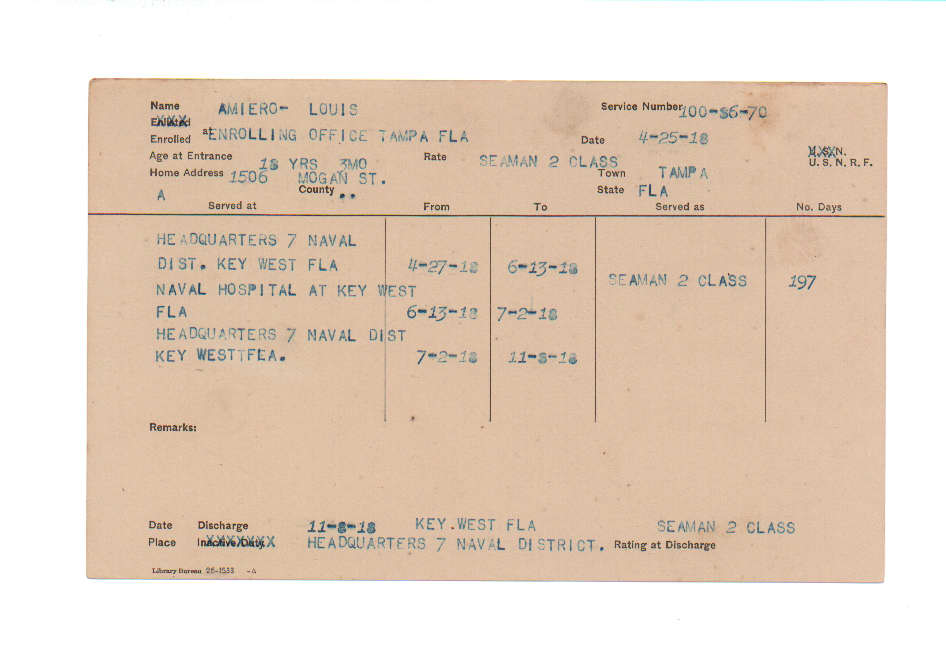 Name AMIERO- LOUIS Service Number 100-86-70
Enlisted
Enrolled at ENROLLING OFFICE TAMPA FLA Date 4-25-18
U.S.N.
U. S. N. R. F.
Age at Entrance 18 YRS 3MO Rate SEAMAN 2 CLASS
Home Address 1506 MOGAN ST. Town TAMPA
A County .. State FLA
Served at From To Served as No. Days
HEADQUARTERS 7 NAVAL
DIST. KEY WEST FLA 4-27-18 6-13-18
SEAMAN 2 CLASS 197
NAVAL HOSPITAL AT KEY WEST
FLA 6-13-18 7-2-18
HEADQUARTERS 7 NAVAL DIST
KEY WEST FLA. 7-2-18 11-8-18
Remarks:
Date Discharge 11-8-18 KEY.WEST FLA SEAMAN 2 CLASS
Place Inactive Duty HEADQUARTERS 7 NAVAL DISTRICT. Rating at Discharge
Library Bureau 26-1533 -A